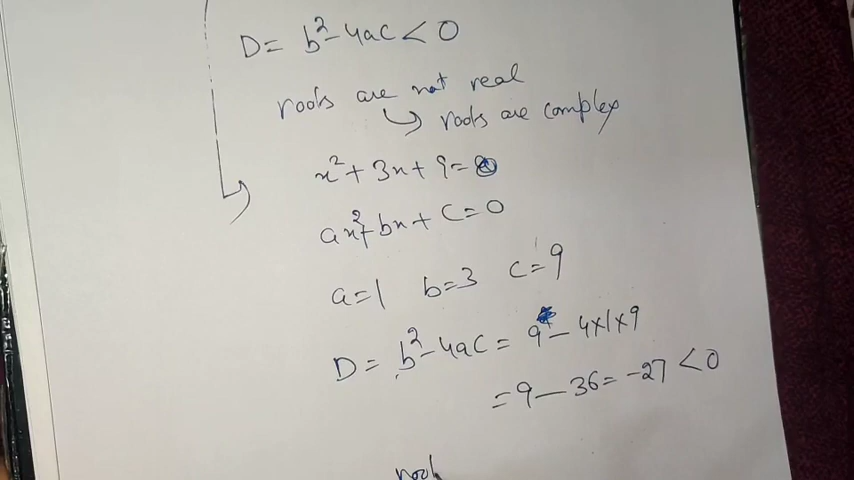 D = b² - 4ac < 0
roots are not real
roots are complex
x² + 3x + 9 = 0
ax² + bx + c = 0
a = 1 b = 3 c = 9
D = b² - 4ac = 9 - 4×1×9
= 9 - 36 = -27 < 0